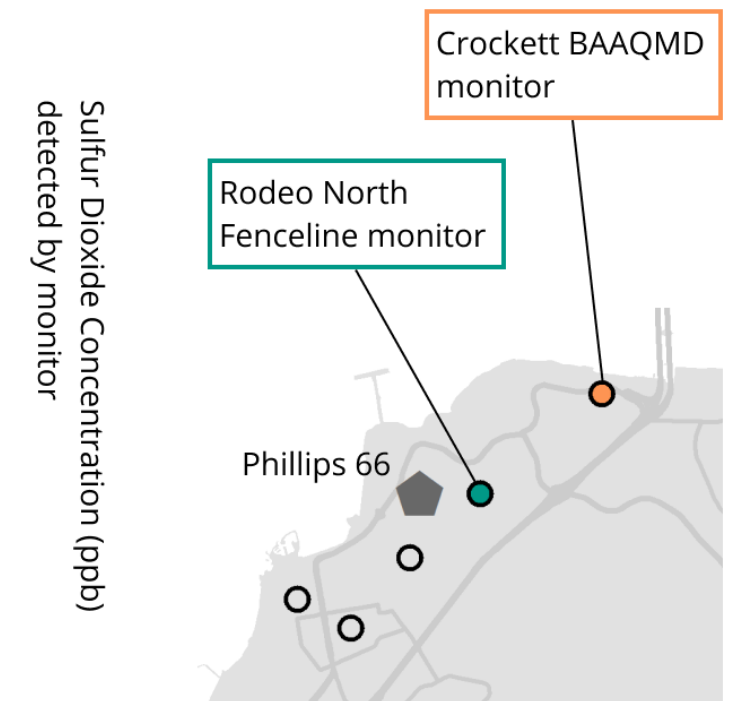 Crockett BAAQMD
monitor
Rodeo North
Fenceline monitor
Sulfur Dioxide Concentration (ppb)
detected by monitor
Phillips 66